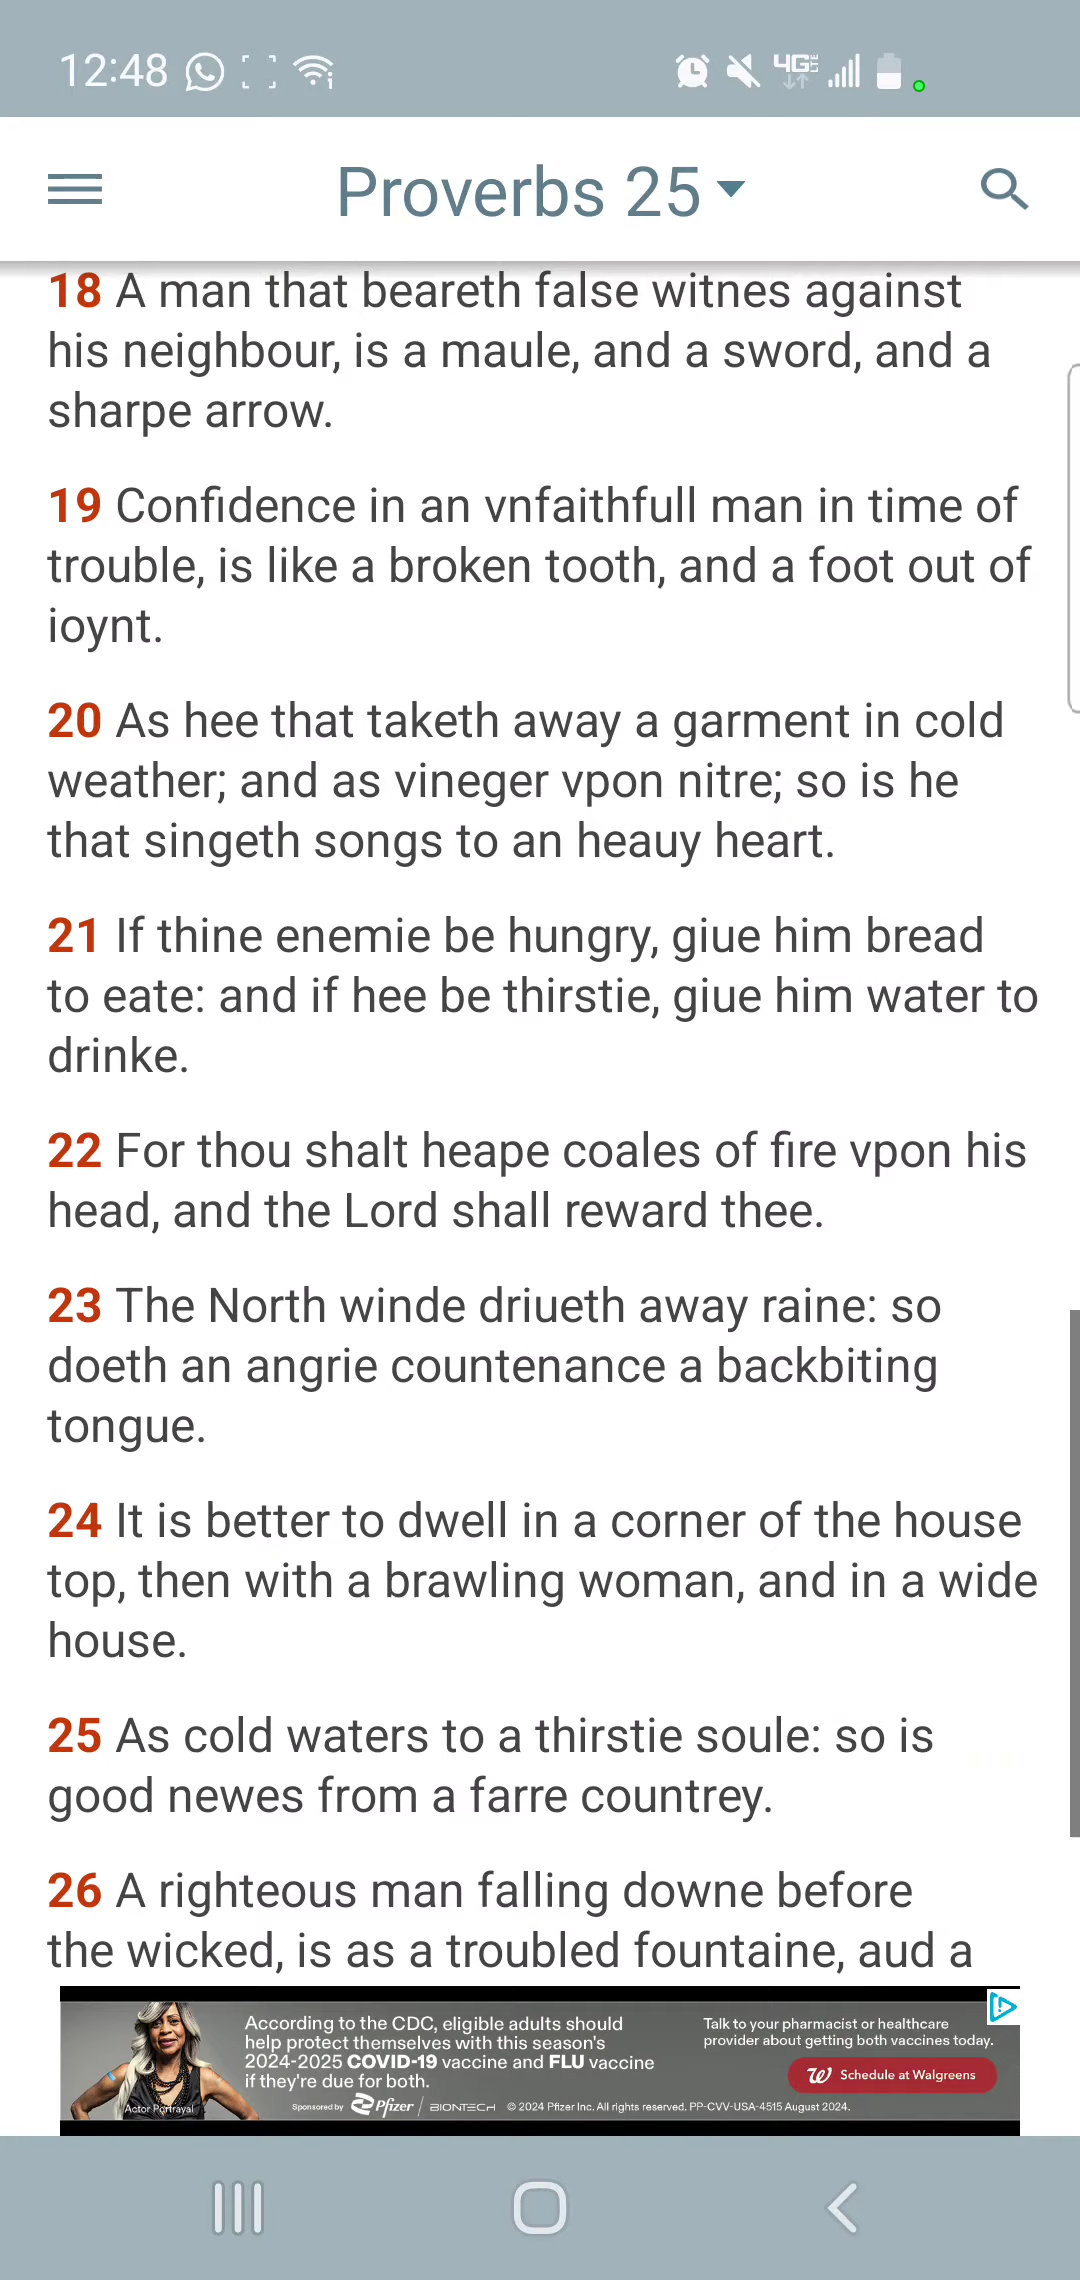 12:48 4G LTE
Proverbs 25
18 A man that beareth false witnes against
his neighbour, is a maule, and a sword, and a
sharpe arrow.
19 Confidence in an vnfaithfull man in time of
trouble, is like a broken tooth, and a foot out of
ioynt.
20 As hee that taketh away a garment in cold
weather; and as vineger vpon nitre; so is he
that singeth songs to an heauy heart.
21 If thine enemie be hungry, giue him bread
to eate: and if hee be thirstie, giue him water to
drinke.
22 For thou shalt heape coales of fire vpon his
head, and the Lord shall reward thee.
23 The North winde driueth away raine: so
doeth an angrie countenance a backbiting
tongue.
24 It is better to dwell in a corner of the house
top, then with a brawling woman, and in a wide
house.
25 As cold waters to a thirstie soule: so is
good newes from a farre countrey.
26 A righteous man falling downe before
the wicked, is as a troubled fountaine, aud a
According to the CDC, eligible adults should
help protect themselves with this season's
2024-2025 COVID-19 vaccine and FLU vaccine
if they're due for both.
Talk to your pharmacist or healthcare
provider about getting both vaccines today.
W Schedule at Walgreens
Actor Portrayal
Sponsored by Pfizer | BIONTECH © 2024 Pfizer Inc. All rights reserved. PP-CVV-USA-4515 August 2024.